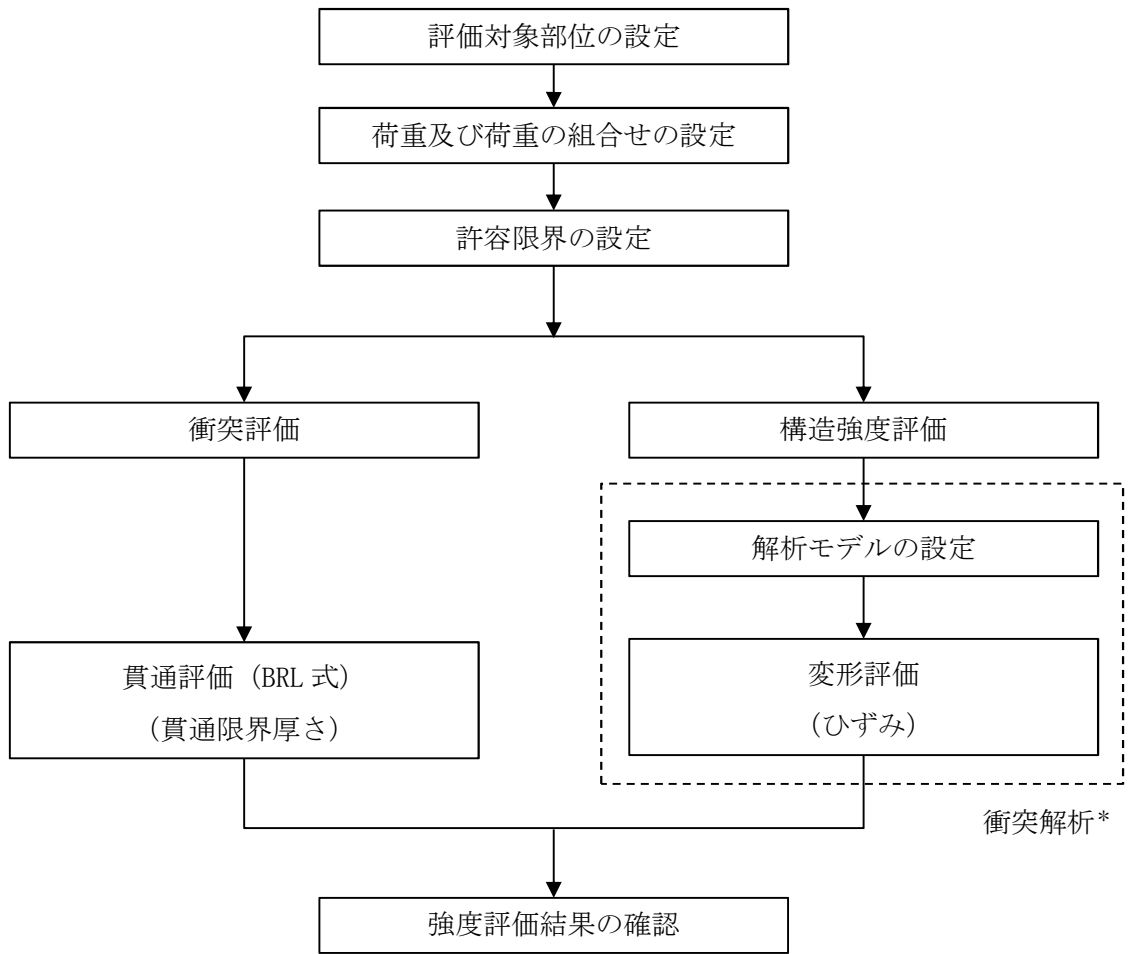 評価対象部位の設定
荷重及び荷重の組合せの設定
許容限界の設定
衝突評価
構造強度評価
解析モデルの設定
貫通評価（BRL 式）
（貫通限界厚さ）
変形評価
（ひずみ）
衝突解析*
強度評価結果の確認